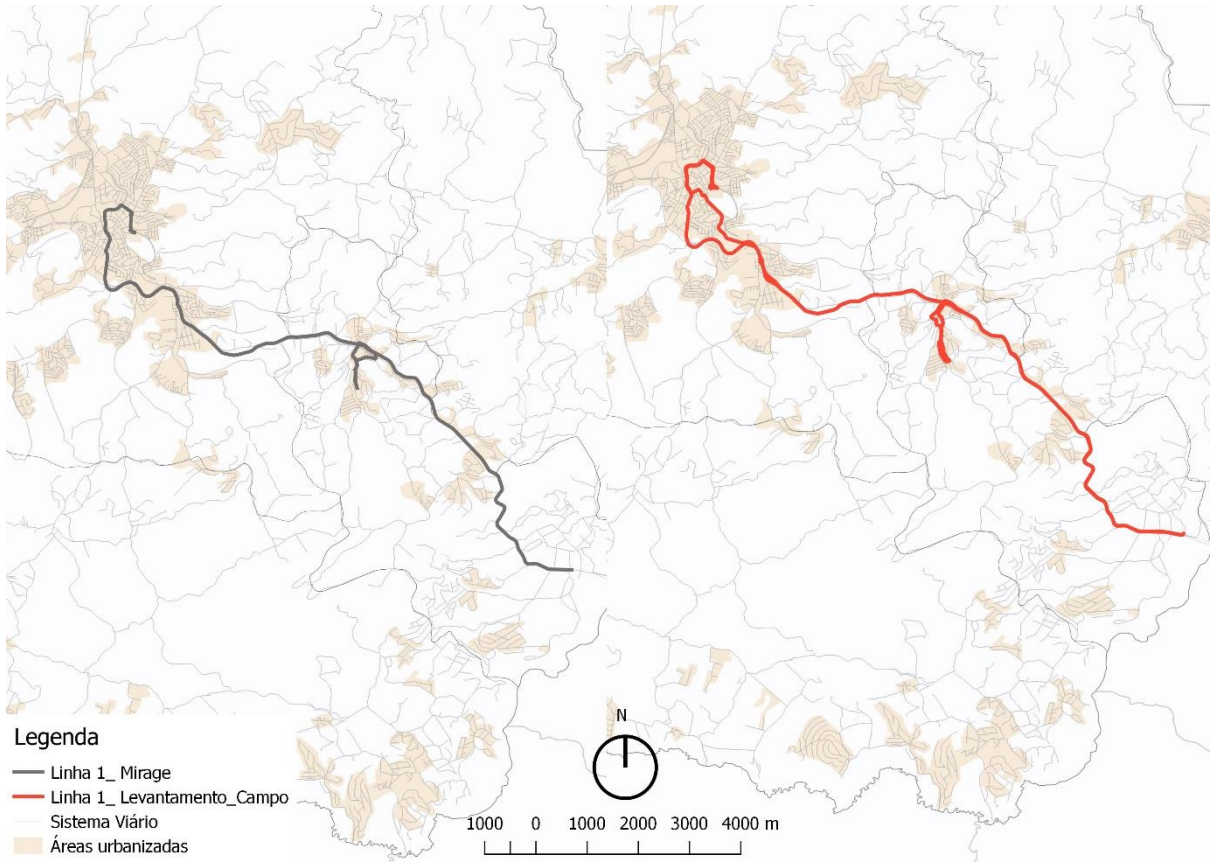 Legenda
Linha 1_ Mirage
Linha 1_ Levantamento_Campo
Sistema Viário
Áreas urbanizadas
N
1000 0 1000 2000 3000 4000 m